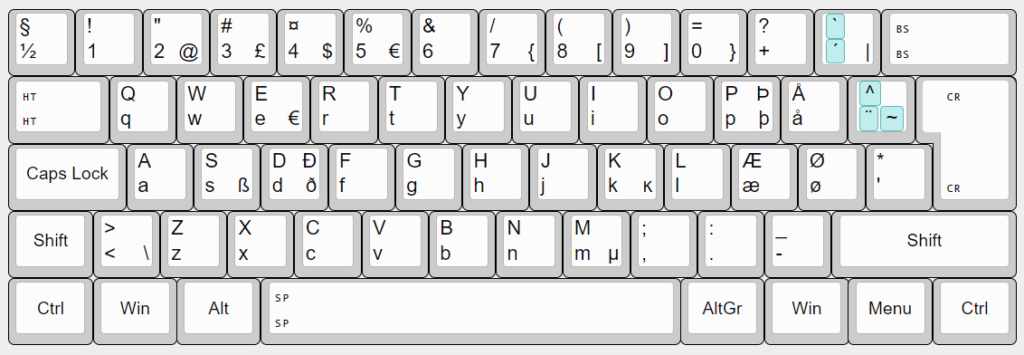 § ! " # ¤ % & / ( ) = ? ` BS
½ 1 2 @ 3 £ 4 $ 5 € 6 7 { 8 [ 9 ] 0 } + ´ | BS
HT Q W E R T Y U I O P Þ Å ^ CR
HT q w e € r t y u i o p þ å ¨ ~
Caps Lock A S D Ð F G H J K L Æ Ø *
a s ß d ð f g h j k ĸ l æ ø ' CR
Shift > Z X C V B N M ; : _ Shift
< \ z x c v b n m µ , . -
Ctrl Win Alt SP AltGr Win Menu Ctrl
SP